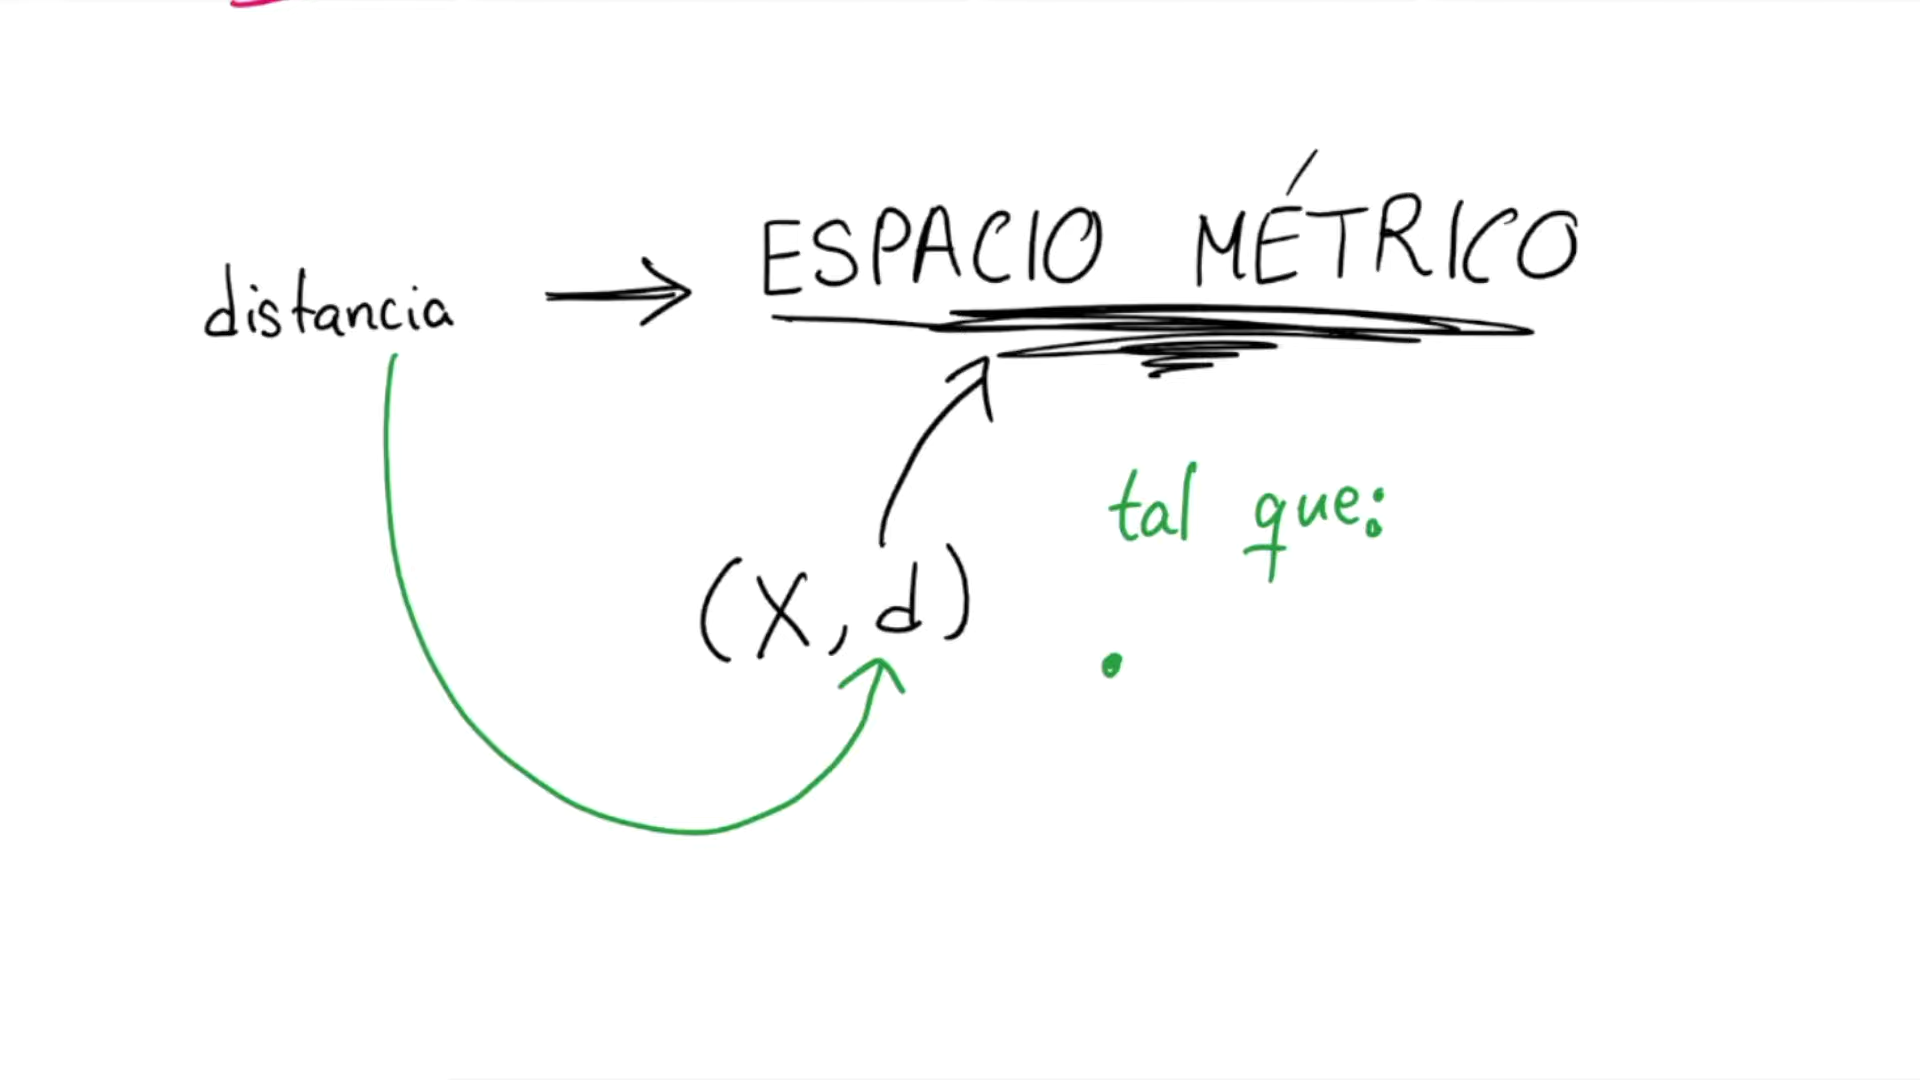 distancia → ESPACIO MÉTRICO
tal que:
(X, d)
•